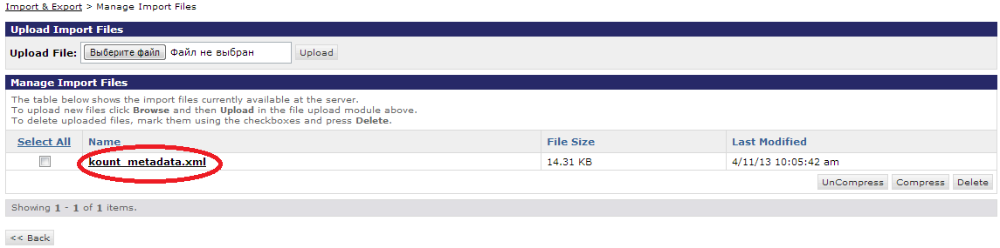 Import & Export > Manage Import Files
Upload Import Files
Upload File: Выберите файл Файл не выбран Upload
Manage Import Files
The table below shows the import files currently available at the server.
To upload new files click Browse and then Upload in the file upload module above.
To delete uploaded files, mark them using the checkboxes and press Delete.
Select All Name File Size Last Modified
kount_metadata.xml 14.31 KB 4/11/13 10:05:42 am
UnCompress Compress Delete
Showing 1 - 1 of 1 items.
<< Back